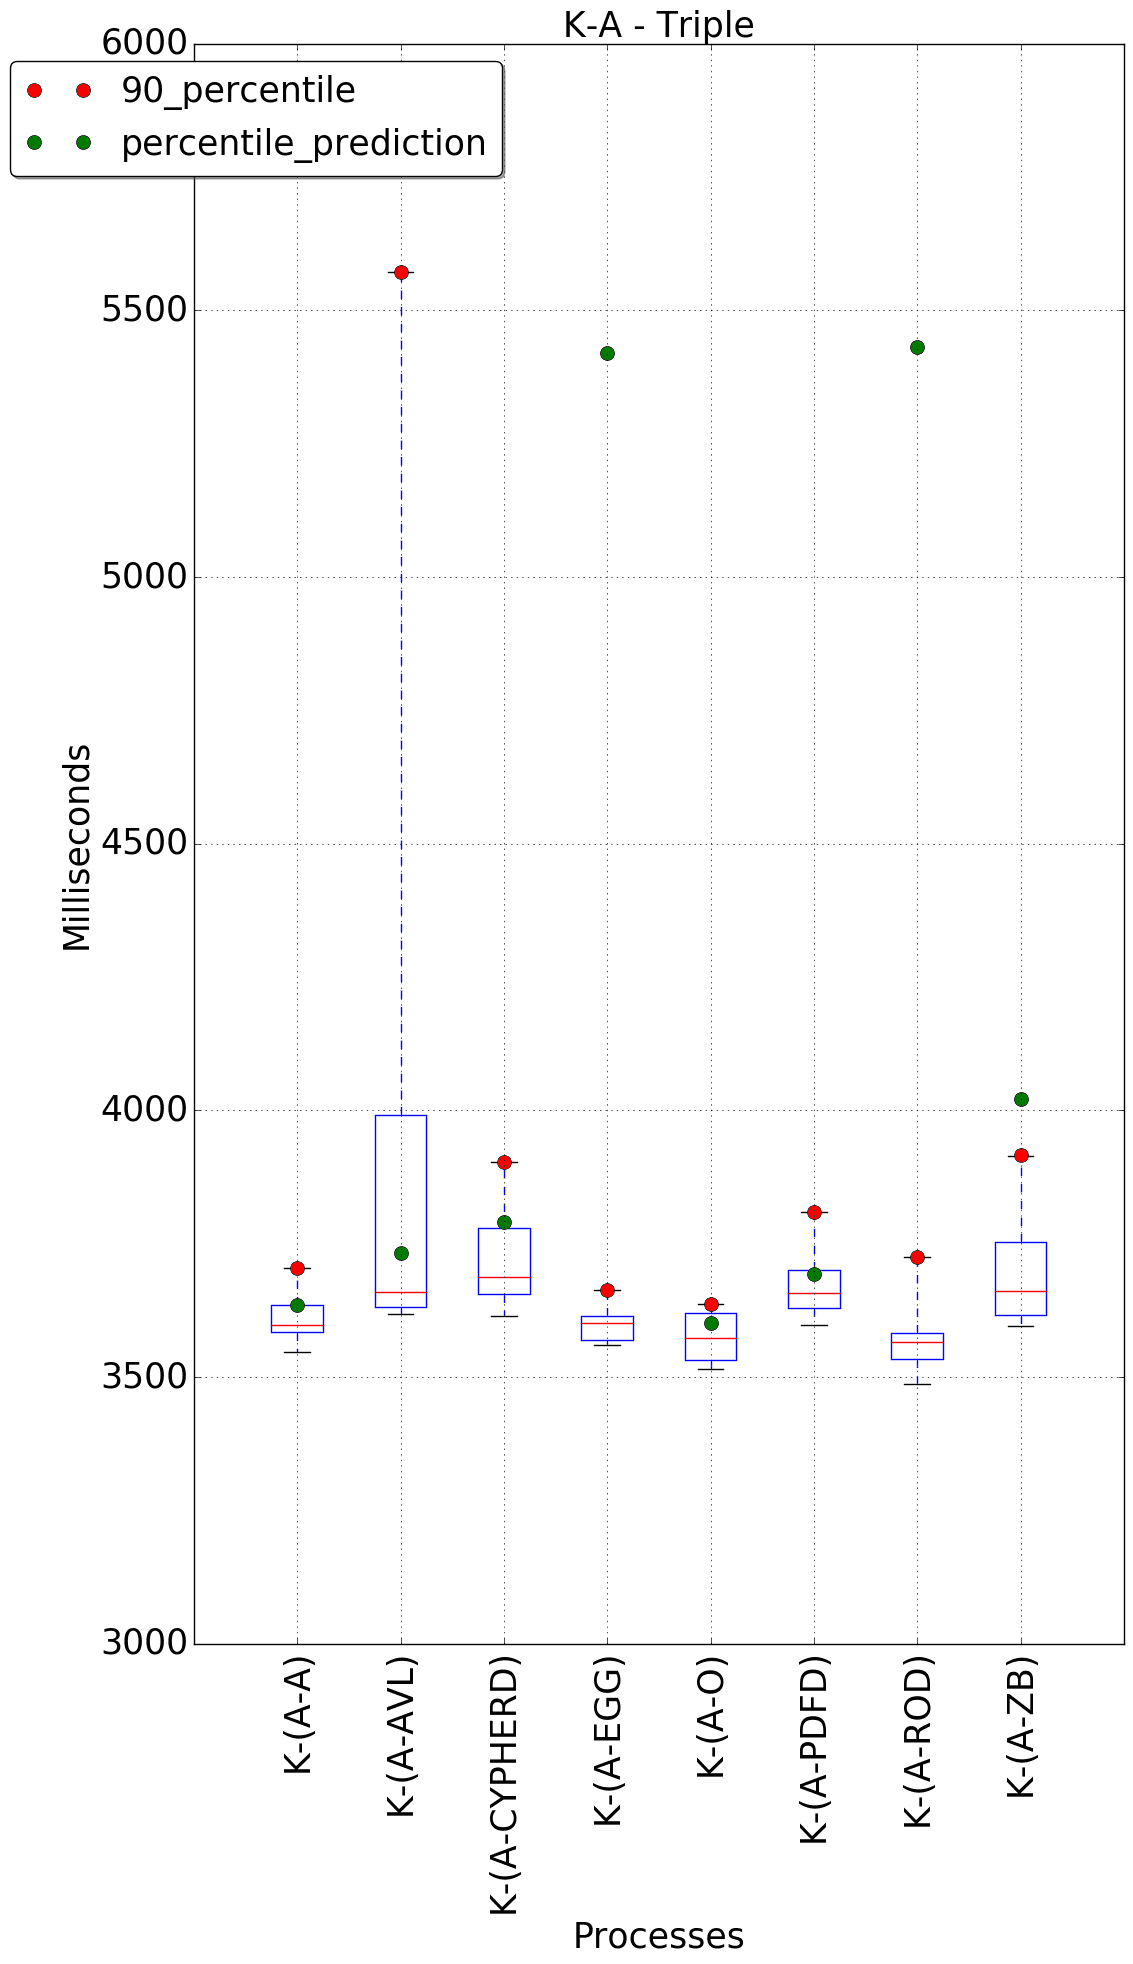 K-A - Triple
90_percentile
percentile_prediction
6000
5500
5000
4500
4000
3500
3000
Milliseconds
K-(A-A)
K-(A-AVL)
K-(A-CYPHERD)
K-(A-EGG)
K-(A-O)
K-(A-PDFD)
K-(A-ROD)
K-(A-ZB)
Processes